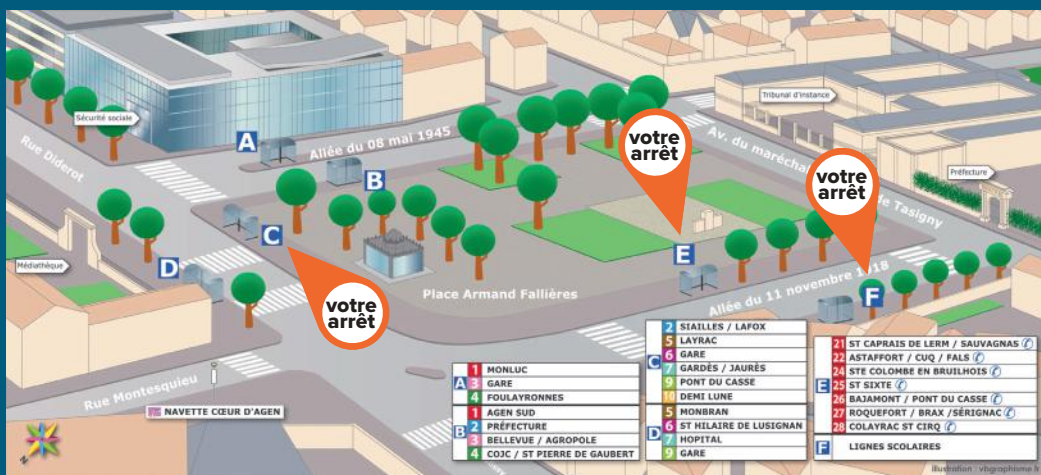 Sécurité sociale
Rue Diderot
A
Allée du 08 mai 1945
B
votre
arrêt
Tribunal d'instance
Av. du maréchal
de Tasigny
Préfecture
votre
arrêt
C
D
Médiathèque
votre
arrêt
Place Armand Fallières
E
Allée du 11 novembre 1918
F
Rue Montesquieu
NAVETTE CŒUR D'AGEN
N
A
1 MONLUC
3 GARE
4 FOULAYRONNES
B
1 AGEN SUD
2 PRÉFECTURE
3 BELLEVUE / AGROPOLE
4 COJC / ST PIERRE DE GAUBERT
C
2 SIAILLES / LAFOX
5 LAYRAC
6 GARE
7 GARDÈS / JAURÈS
9 PONT DU CASSE
10 DEMI LUNE
D
5 MONBRAN
6 ST HILAIRE DE LUSIGNAN
7 HOPITAL
9 GARE
E
21 ST CAPRAIS DE LERM / SAUVAGNAS
22 ASTAFFORT / CUQ / FALS
24 STE COLOMBE EN BRUILHOIS
25 ST SIXTE
26 BAJAMONT / PONT DU CASSE
27 ROQUEFORT / BRAX /SÉRIGNAC
28 COLAYRAC ST CIRQ
F LIGNES SCOLAIRES
illustration : vbgraphisme.fr